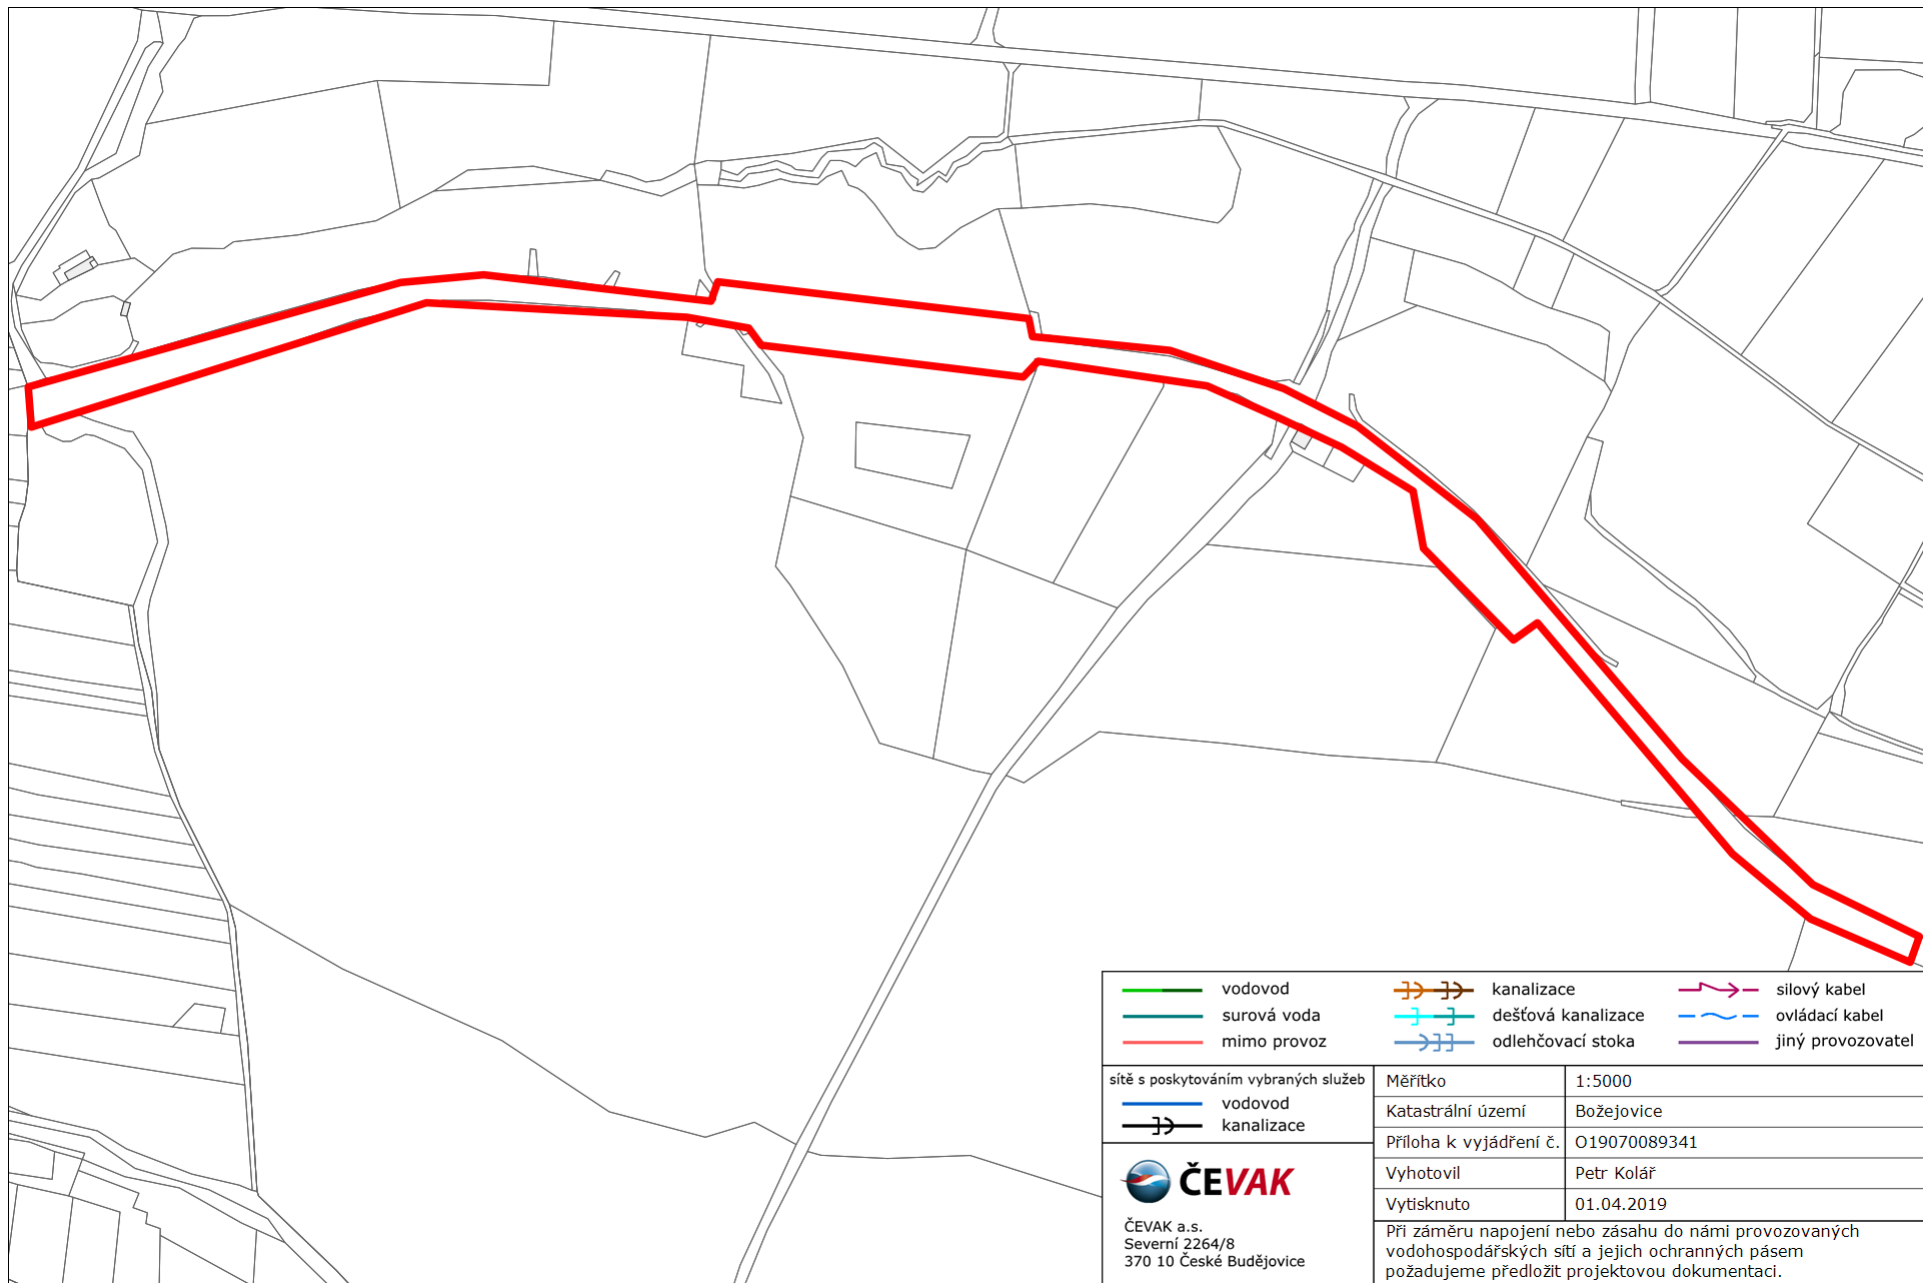 vodovod
surová voda
mimo provoz
kanalizace
dešťová kanalizace
odlehčovací stoka
silový kabel
ovládací kabel
jiný provozovatel
sítě s poskytováním vybraných služeb
vodovod
kanalizace
Měřítko 1:5000
Katastrální území Božejovice
Příloha k vyjádření č. O19070089341
Vyhotovil Petr Kolář
Vytisknuto 01.04.2019
ČEVAK
ČEVAK a.s.
Severní 2264/8
370 10 České Budějovice
Při záměru napojení nebo zásahu do námi provozovaných
vodohospodářských sítí a jejich ochranných pásem
požadujeme předložit projektovou dokumentaci.